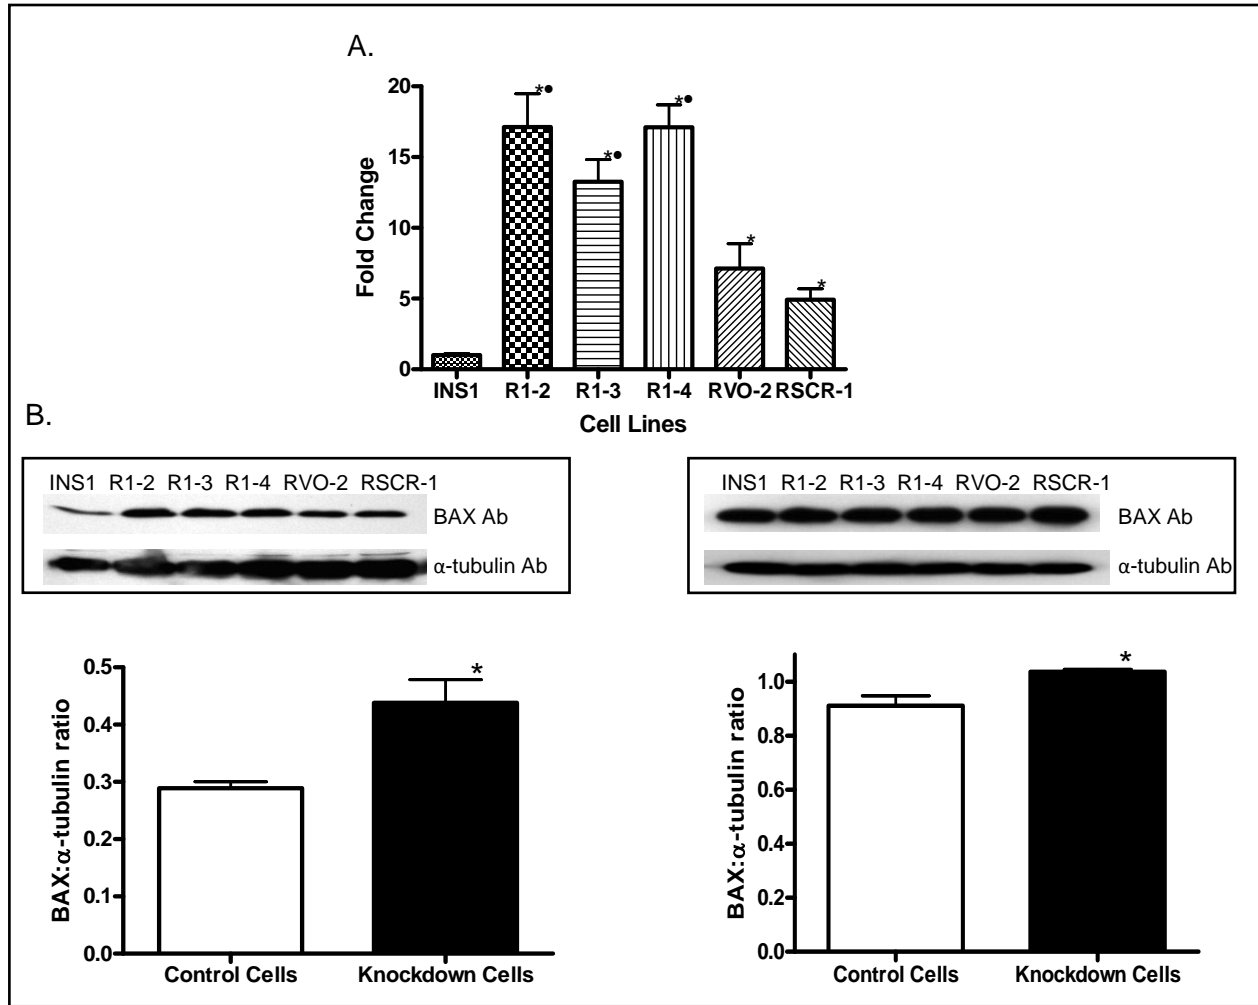 A.
20
15
10
5
0
Fold Change
*• *• *• * *
INS1 R1-2 R1-3 R1-4 RVO-2 RSCR-1
Cell Lines
B.
INS1 R1-2 R1-3 R1-4 RVO-2 RSCR-1
BAX Ab
α-tubulin Ab
INS1 R1-2 R1-3 R1-4 RVO-2 RSCR-1
BAX Ab
α-tubulin Ab
0.5
0.4
0.3
0.2
0.1
0.0
BAX:α-tubulin ratio
*
Control Cells Knockdown Cells
1.0
0.8
0.6
0.4
0.2
0.0
BAX:α-tubulin ratio
*
Control Cells Knockdown Cells